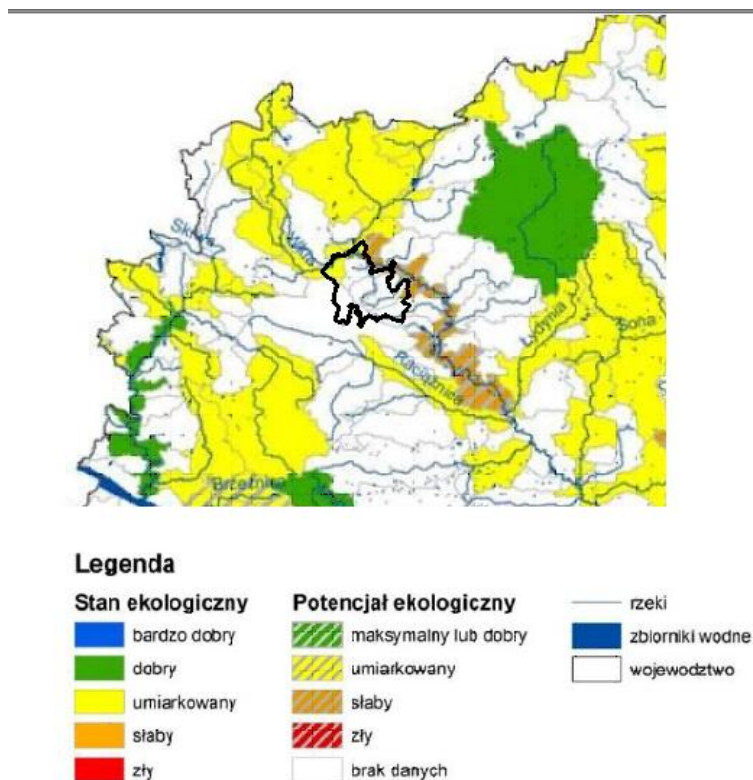 Skrwa
Wkra
Łydynia
Sona
Raciążnica
Brzeźnica
Legenda
Stan ekologiczny
bardzo dobry
dobry
umiarkowany
słaby
zły
Potencjał ekologiczny
maksymalny lub dobry
umiarkowany
słaby
zły
brak danych
rzeki
zbiorniki wodne
wojewodztwo